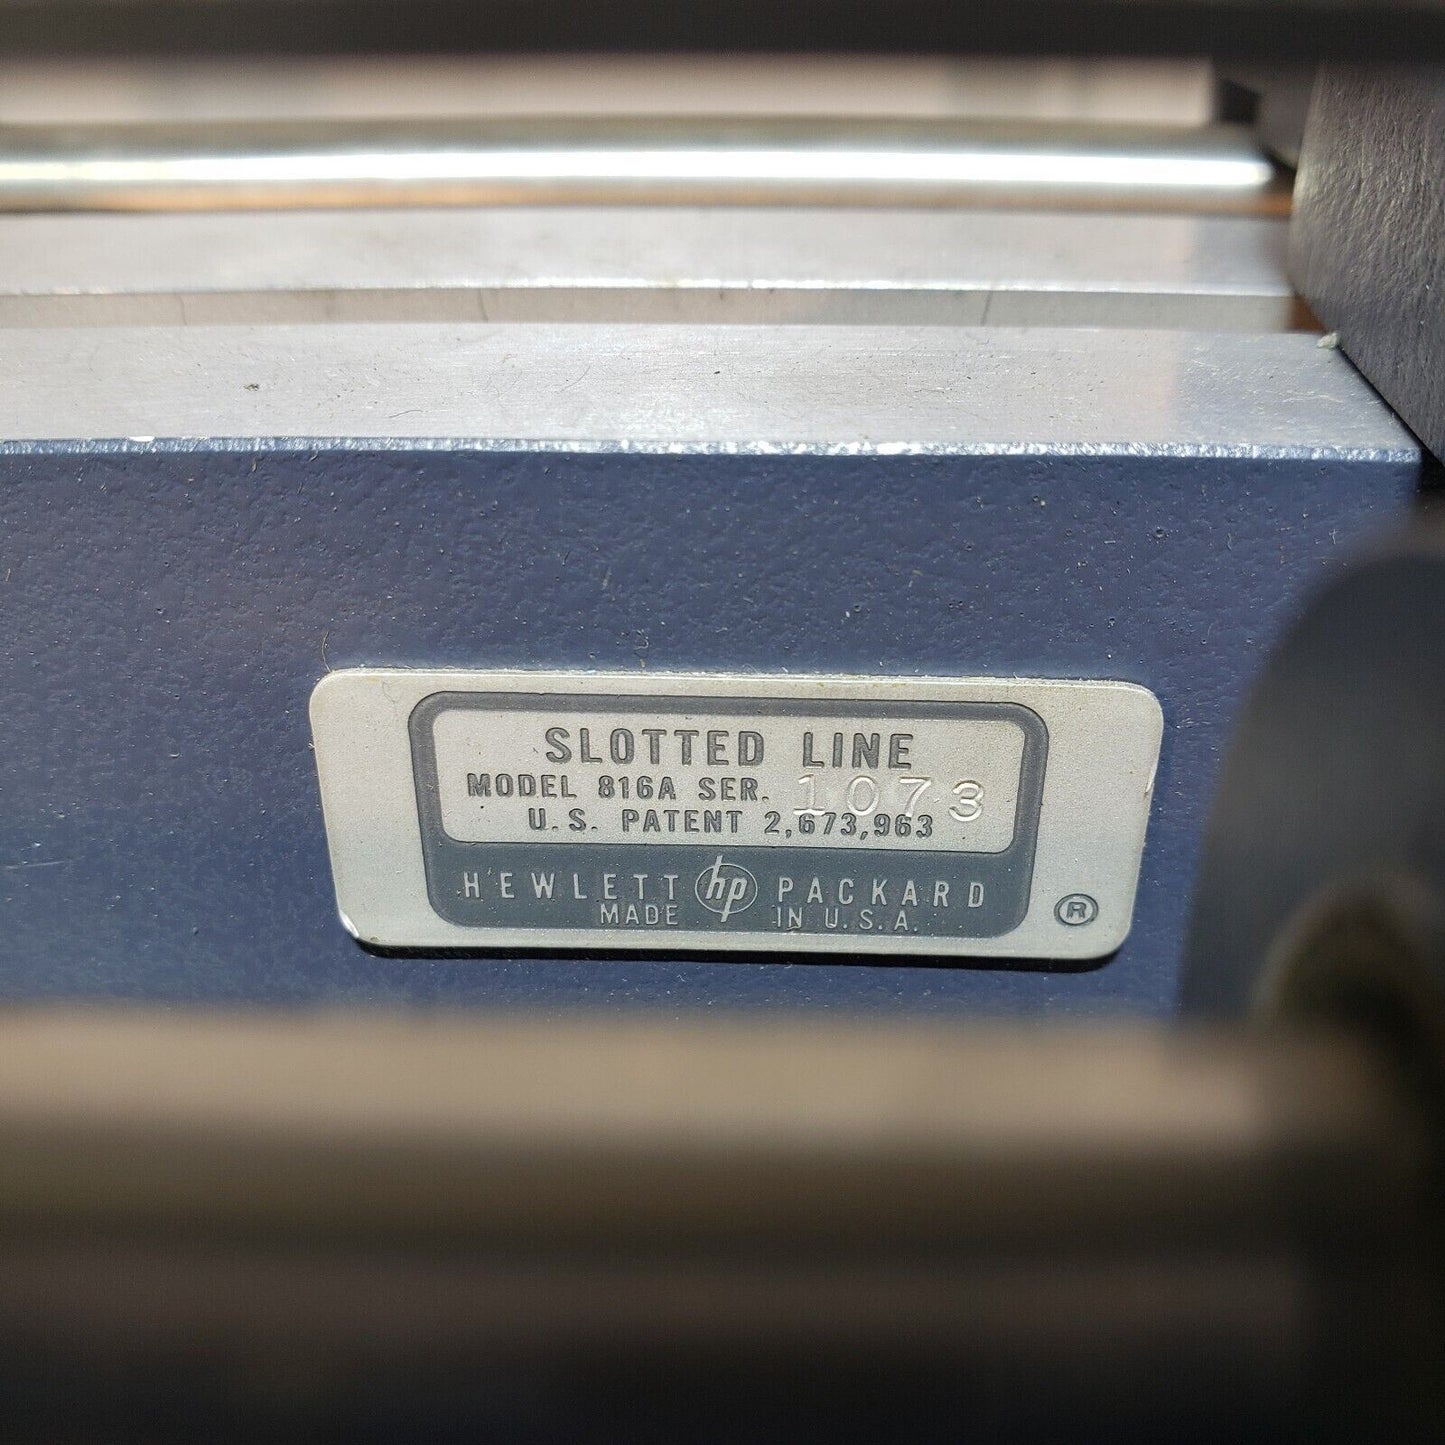 SLOTTED LINE
MODEL 816A SER. 1073
U.S. PATENT 2,673,963
HEWLETT hp PACKARD
MADE IN U.S.A.
®